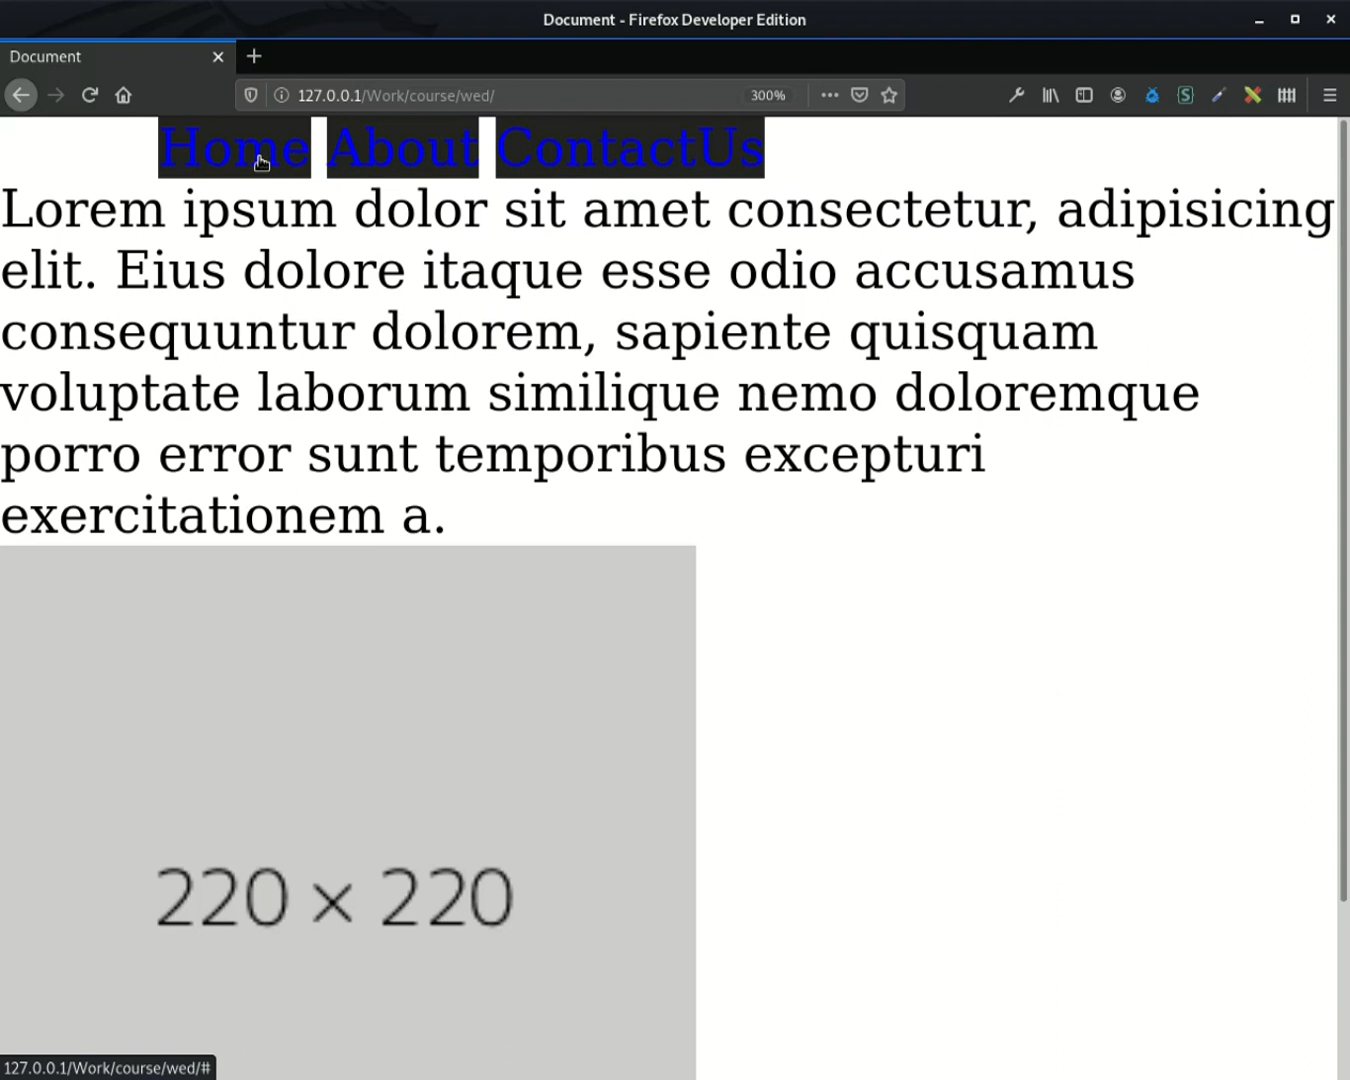 Document - Firefox Developer Edition
Document
127.0.0.1/Work/course/wed/ 300%
Home About ContactUs
Lorem ipsum dolor sit amet consectetur, adipisicing
elit. Eius dolore itaque esse odio accusamus
consequuntur dolorem, sapiente quisquam
voluptate laborum similique nemo doloremque
porro error sunt temporibus excepturi
exercitationem a.
220 × 220
127.0.0.1/Work/course/wed/#